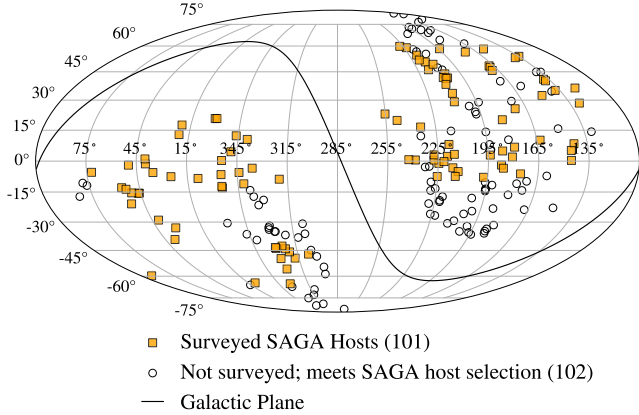 75°
60°
45°
30°
15°
75° 45° 15 345 315 285 255 225 195 165 135
0°
-15°
-30°
-45°
-60°
-75°
Surveyed SAGA Hosts (101)
Not surveyed; meets SAGA host selection (102)
Galactic Plane